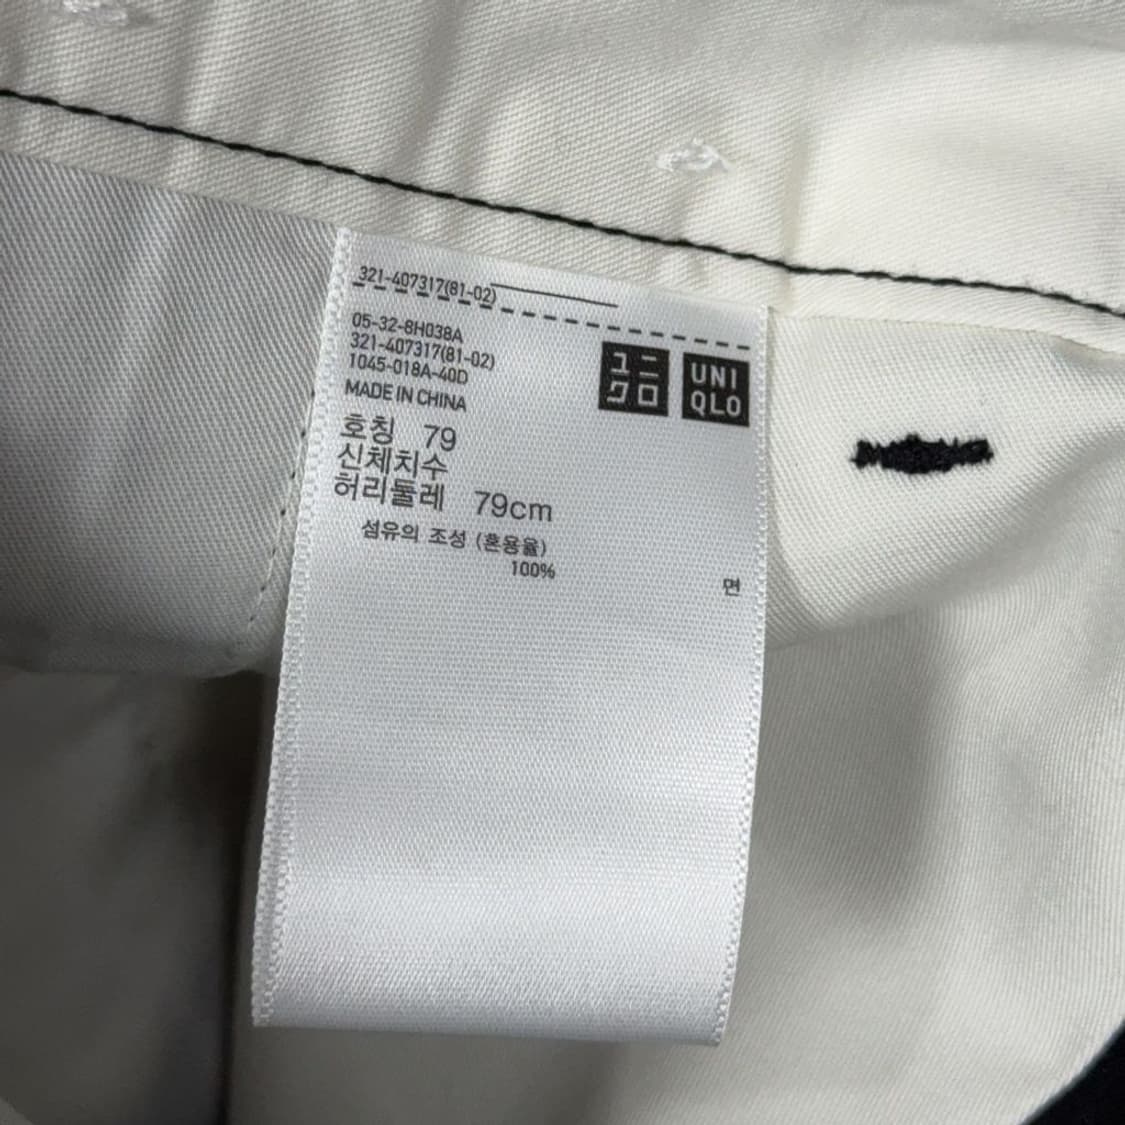 321-407317(81-02)
05-32-8H038A
321-407317(81-02)
1045-018A-40D
MADE IN CHINA
ユニ
クロ
UNI
QLO
호칭 79
신체치수
허리둘레 79cm
섬유의 조성 (혼용율)
100%
면